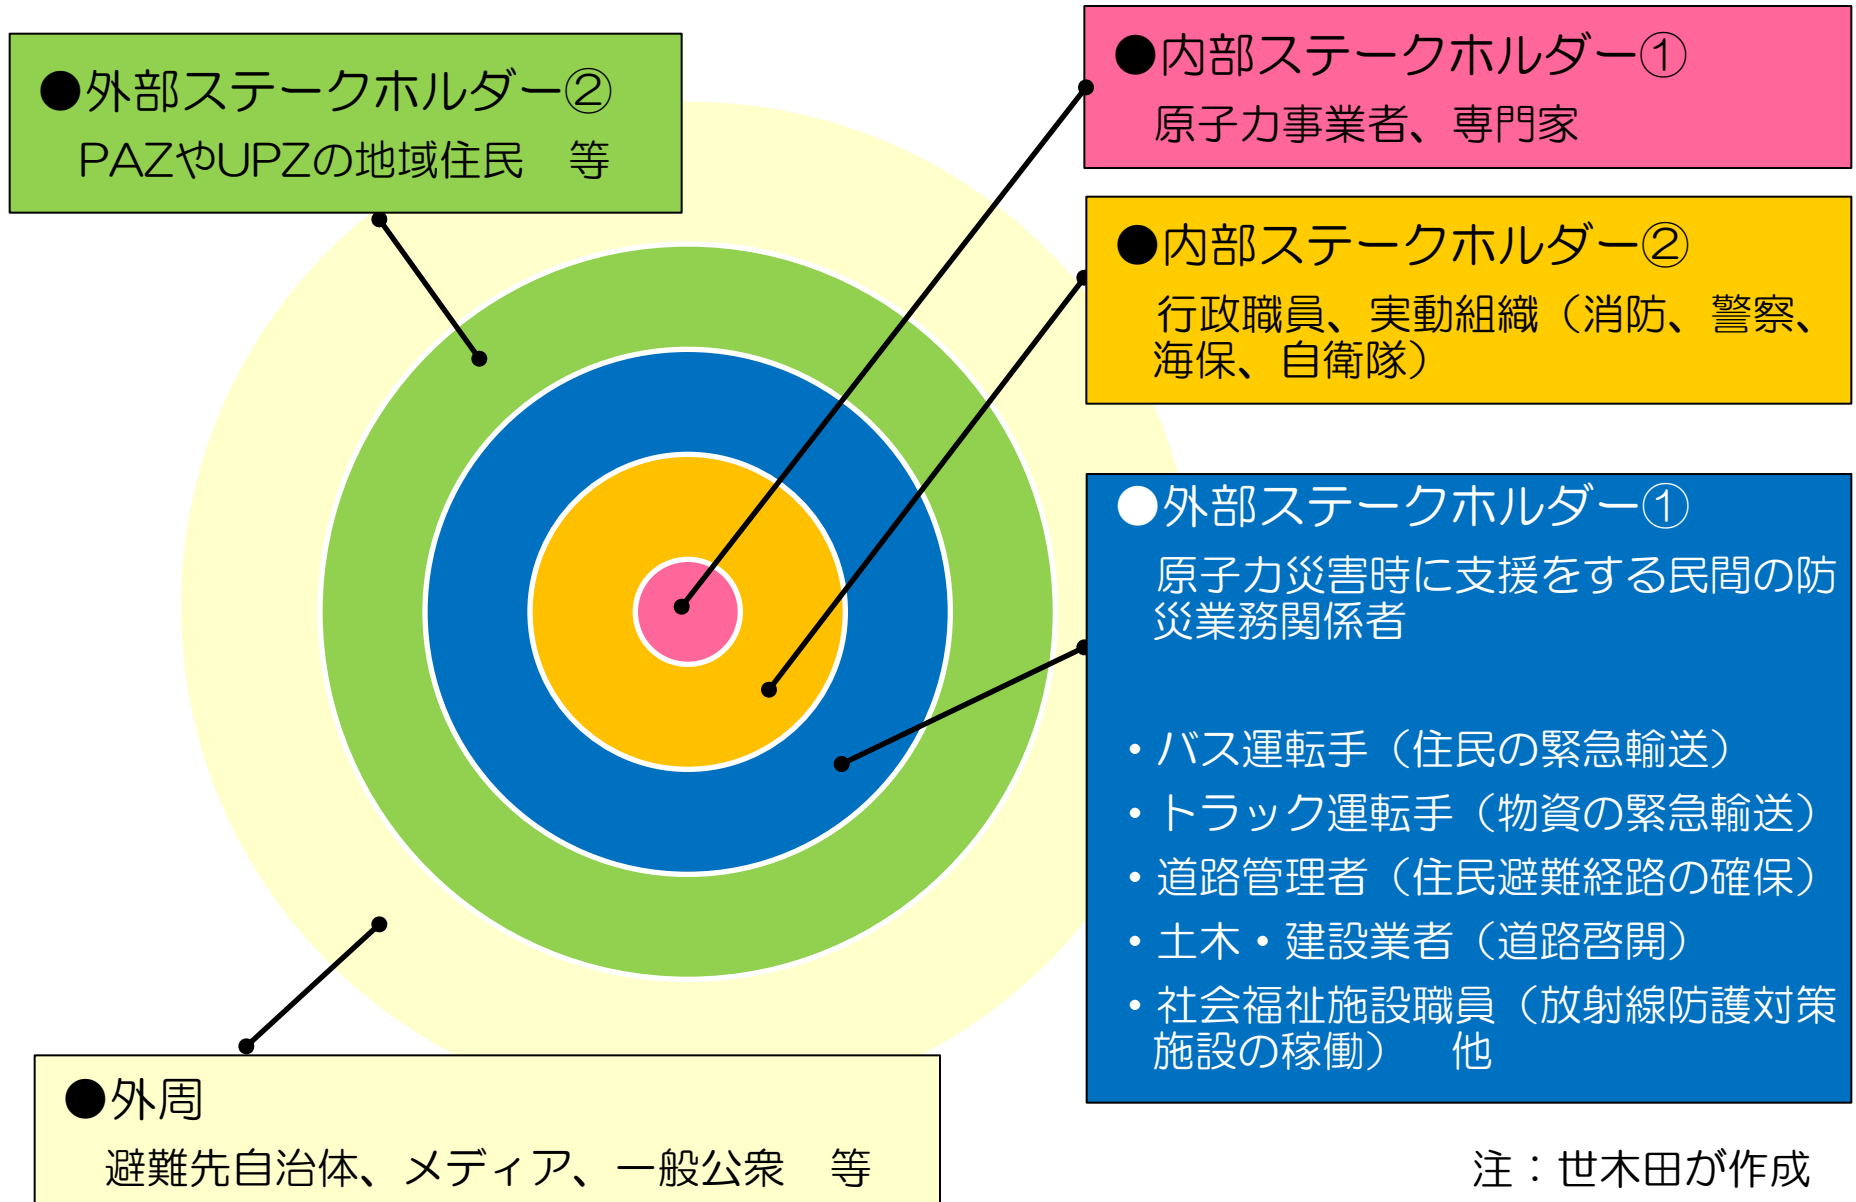 ●外部ステークホルダー②
PAZやUPZの地域住民　等
●内部ステークホルダー①
原子力事業者、専門家
●内部ステークホルダー②
行政職員、実動組織（消防、警察、
海保、自衛隊）
●外部ステークホルダー①
原子力災害時に支援をする民間の防
災業務関係者
・バス運転手（住民の緊急輸送）
・トラック運転手（物資の緊急輸送）
・道路管理者（住民避難経路の確保）
・土木・建設業者（道路啓開）
・社会福祉施設職員（放射線防護対策
施設の稼働）　他
●外周
避難先自治体、メディア、一般公衆　等
注：世木田が作成